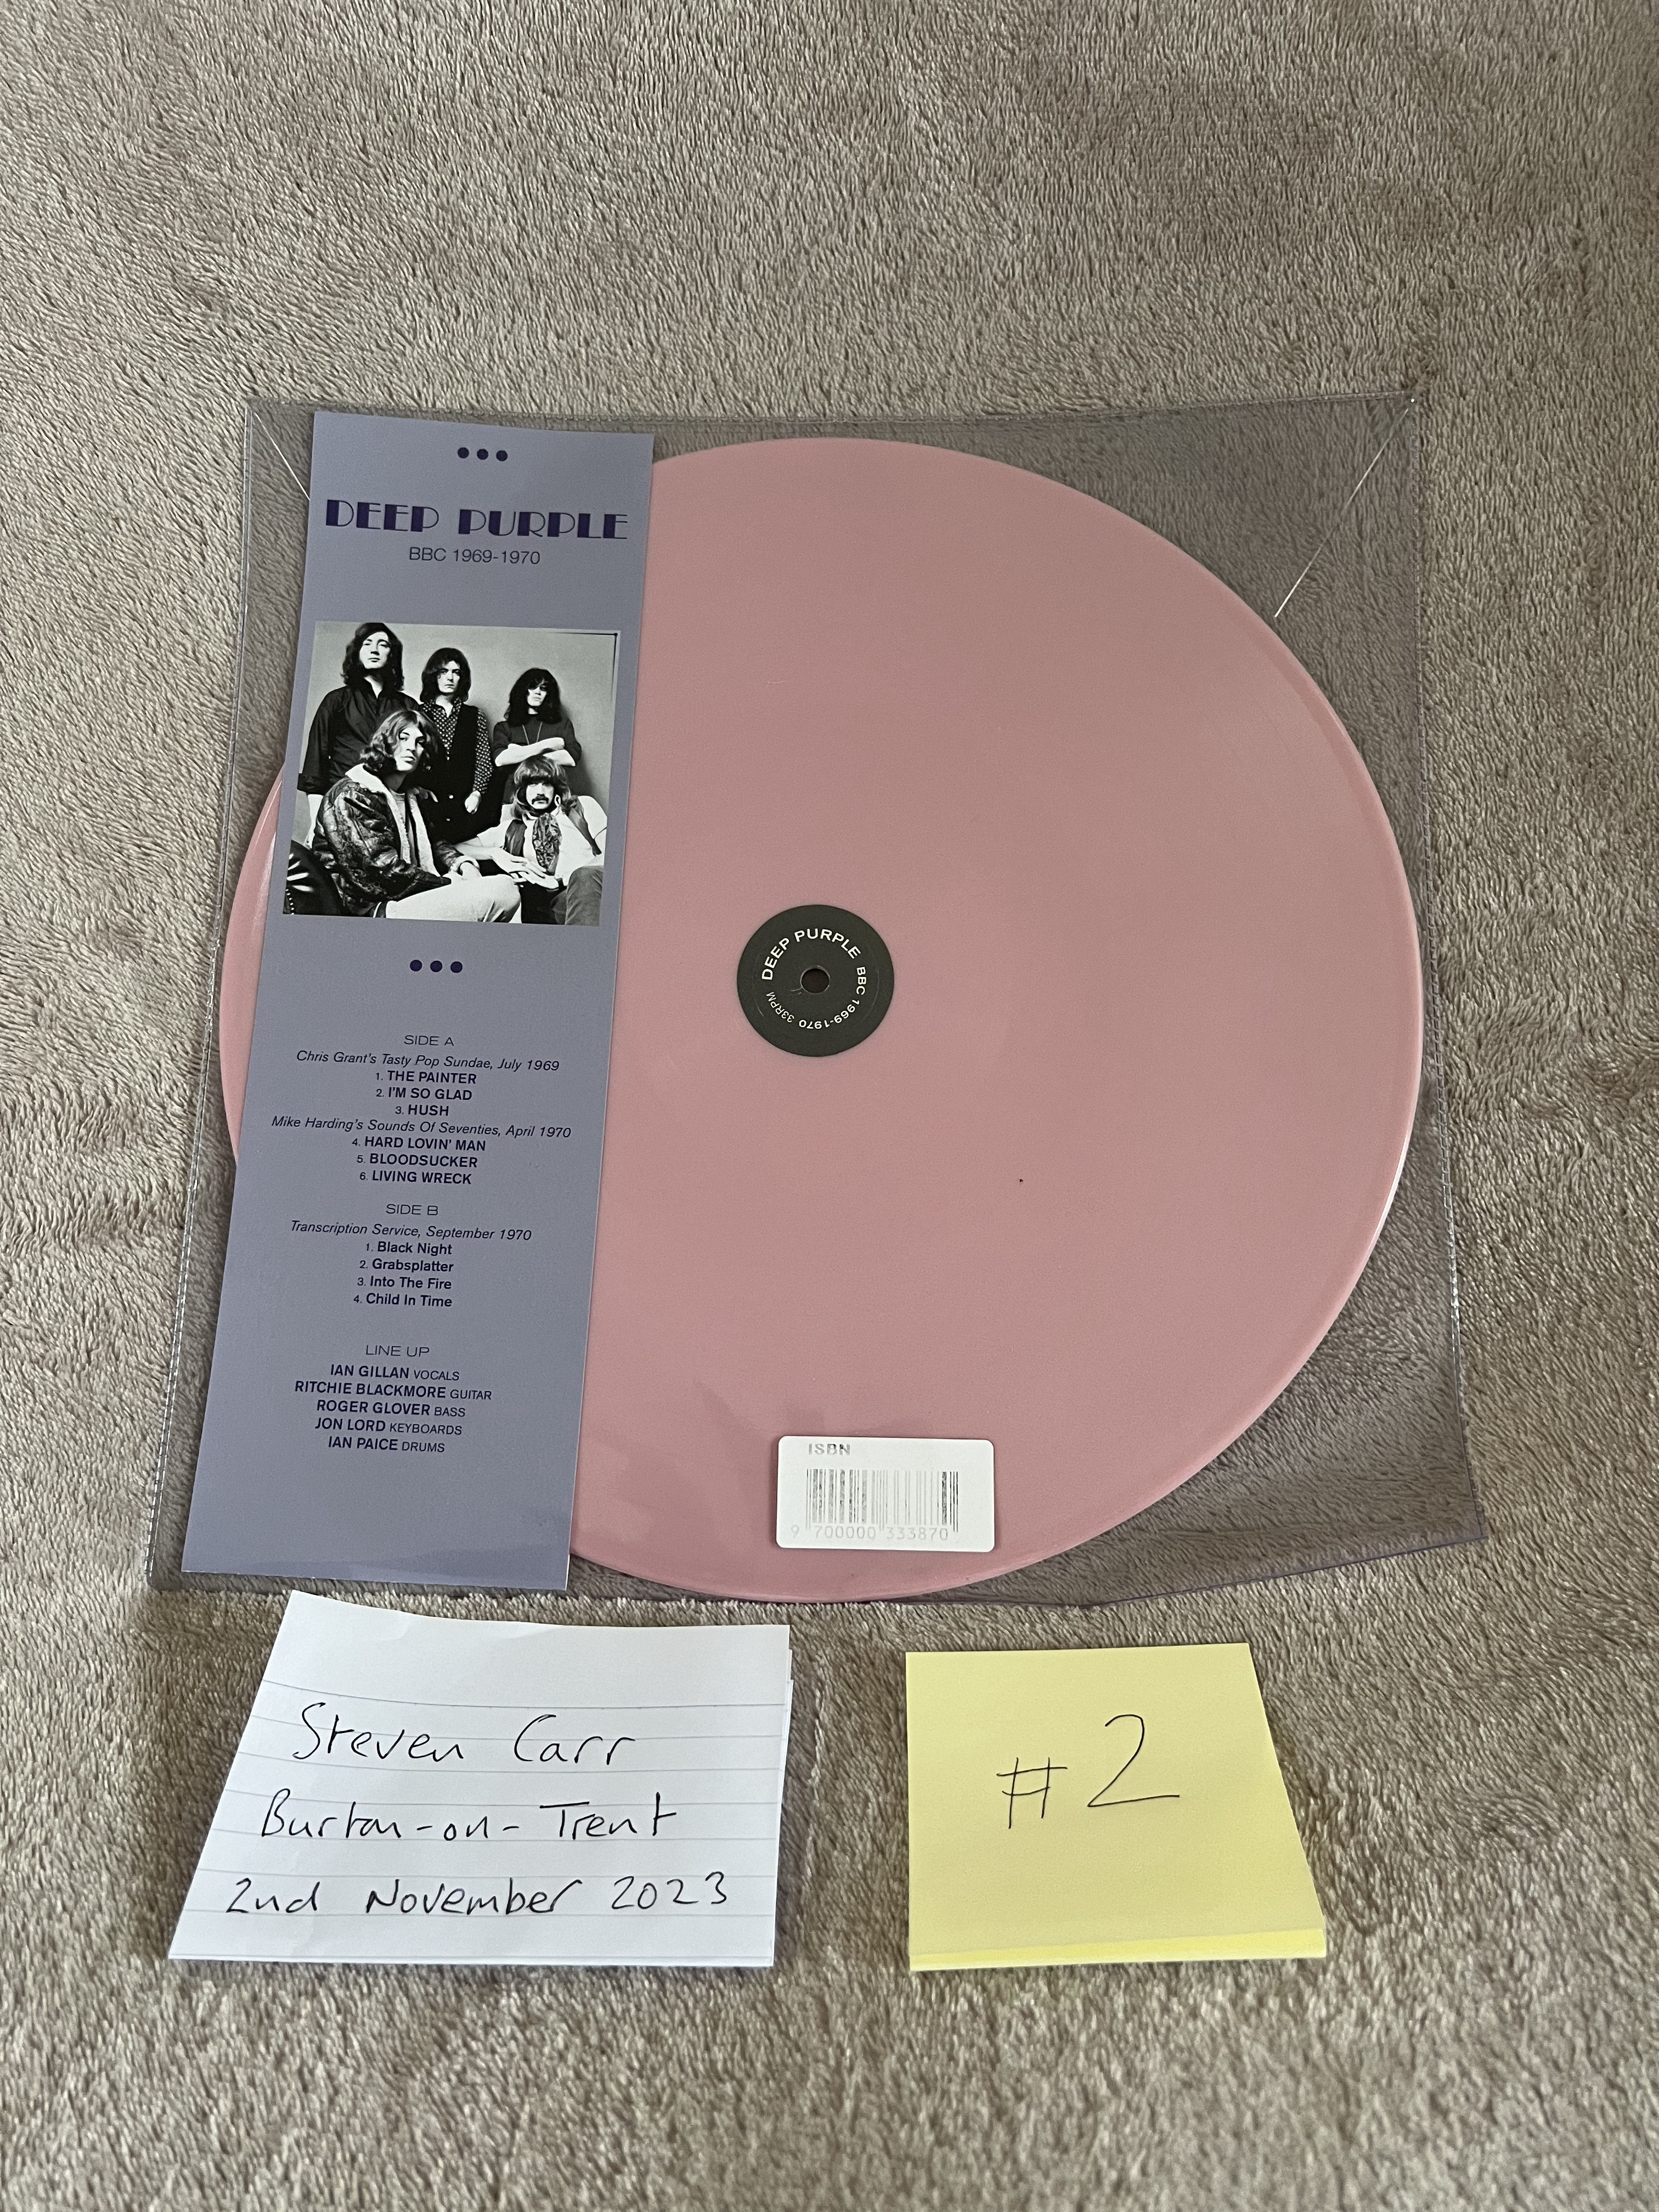 DEEP PURPLE
BBC 1969-1970
SIDE A
Chris Grant's Tasty Pop Sundae, July 1969
1. THE PAINTER
2. I'M SO GLAD
3. HUSH
Mike Harding's Sounds Of Seventies, April 1970
4. HARD LOVIN' MAN
5. BLOODSUCKER
6. LIVING WRECK
SIDE B
Transcription Service, September 1970
1. Black Night
2. Grabsplatter
3. Into The Fire
4. Child In Time
LINE UP
IAN GILLAN VOCALS
RITCHIE BLACKMORE GUITAR
ROGER GLOVER BASS
JON LORD KEYBOARDS
IAN PAICE DRUMS
DEEP PURPLE BBC 1969-1970 33RPM
ISBN
9 700000 333870
Steven Carr
Burton-on-Trent
2nd November 2023
#2